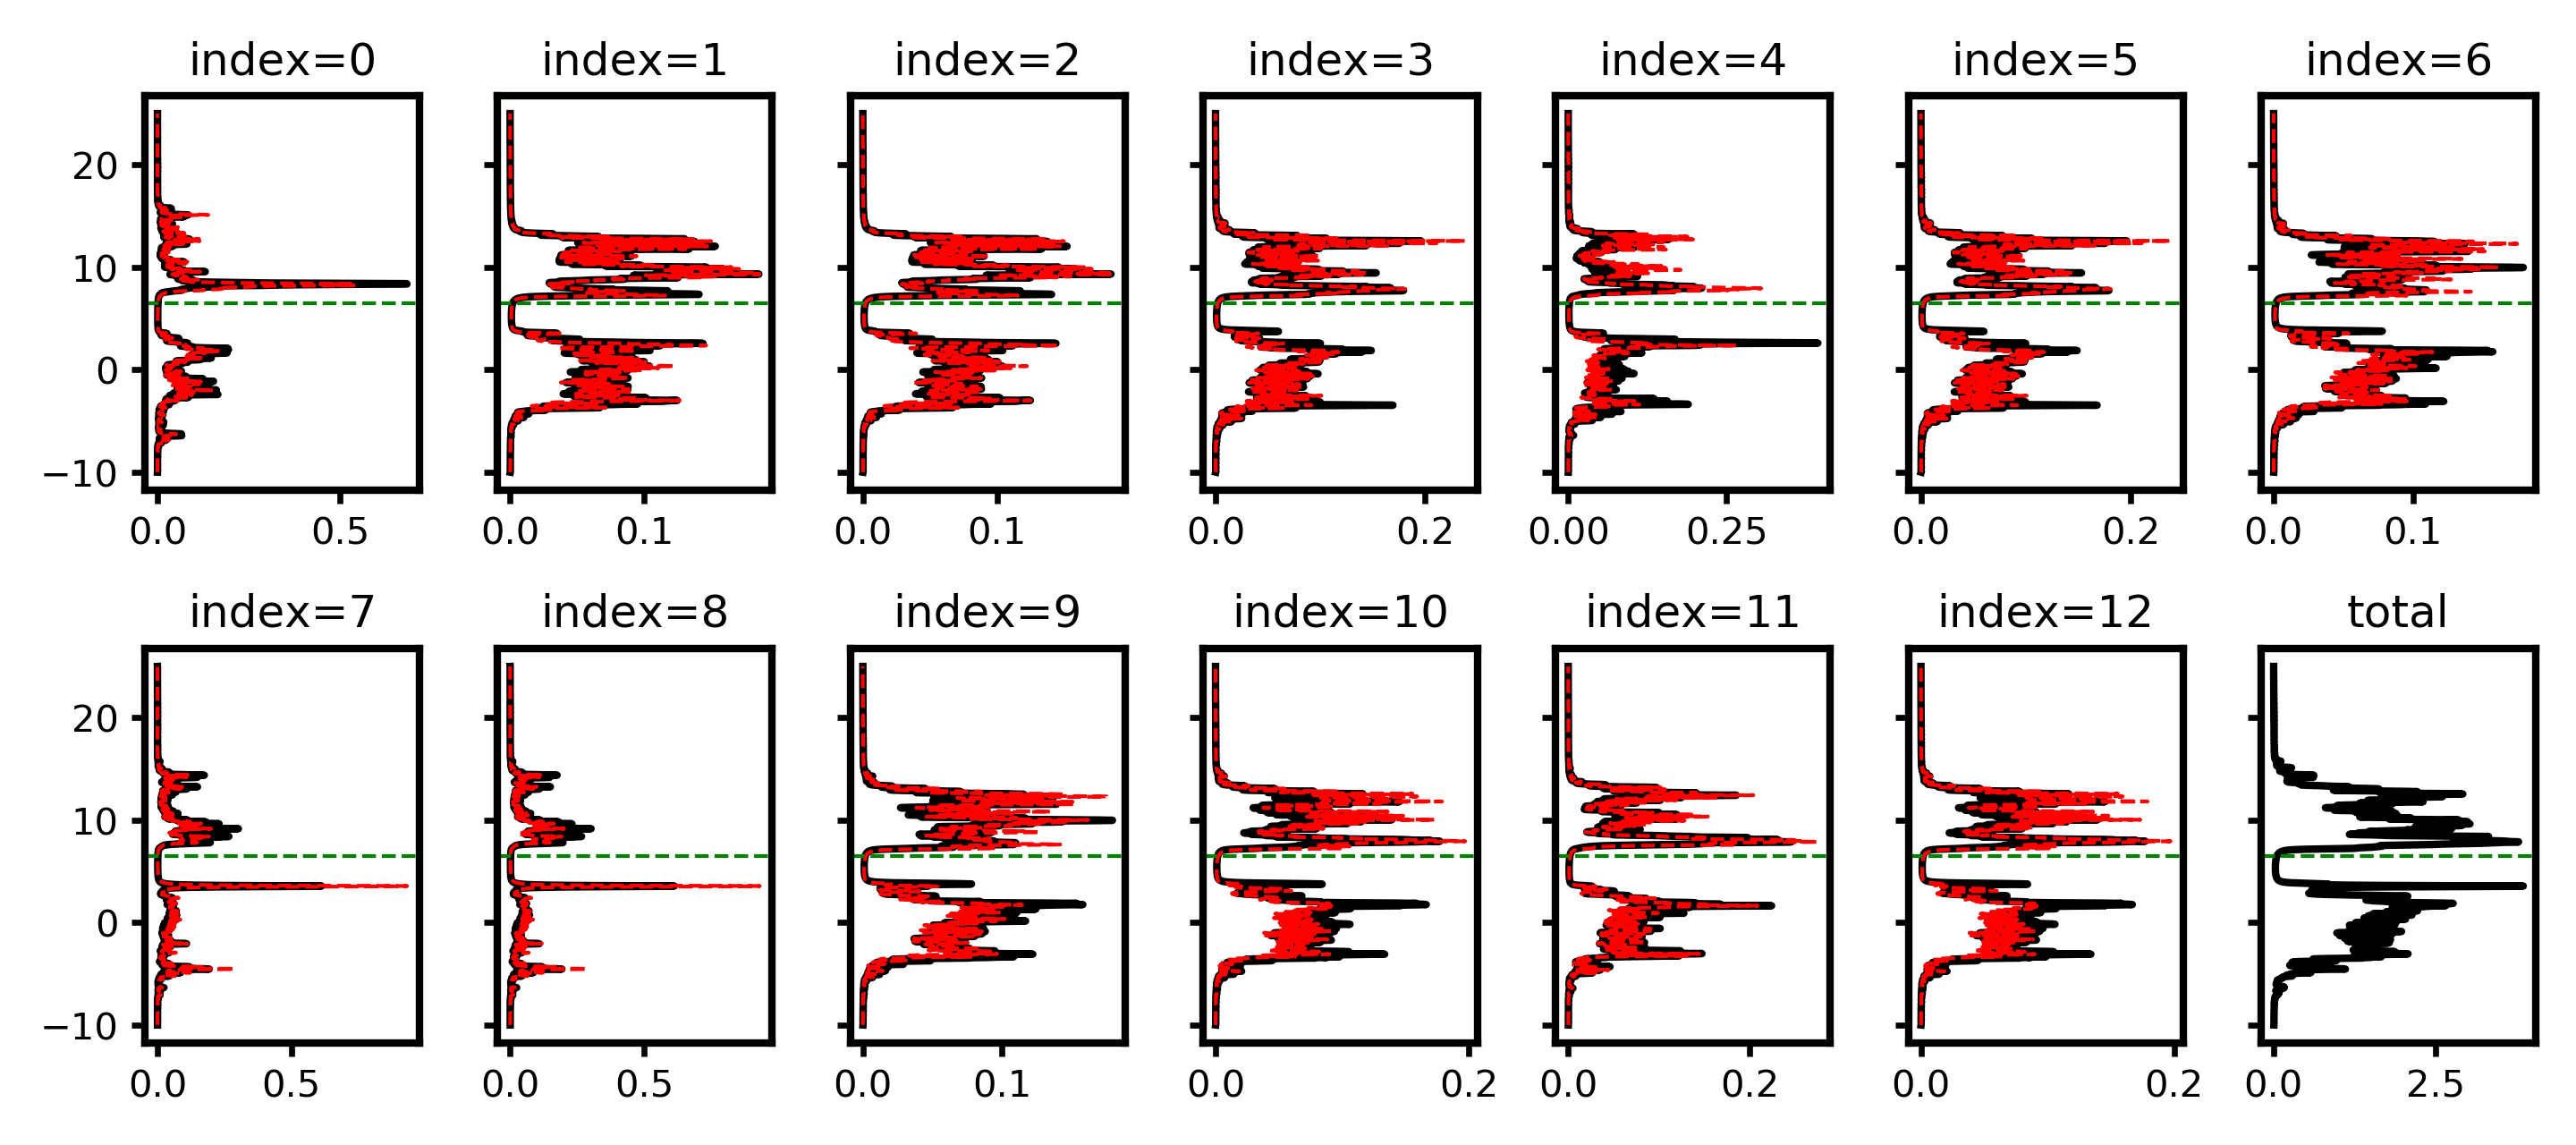 index=0 index=1 index=2 index=3 index=4 index=5 index=6
20
10
0
−10
0.0 0.5 0.0 0.1 0.0 0.1 0.0 0.2 0.00 0.25 0.0 0.2 0.0 0.1
index=7 index=8 index=9 index=10 index=11 index=12 total
20
10
0
−10
0.0 0.5 0.0 0.5 0.0 0.1 0.0 0.2 0.0 0.2 0.0 0.2 0.0 2.5